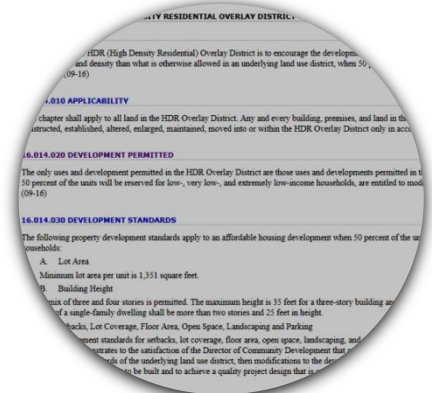 ITY RESIDENTIAL OVERLAY DISTRICT
HDR (High Density Residential) Overlay District is to encourage the
and density than what is otherwise allowed in an underlying land use district, when 50
(09-16)
.010 APPLICABILITY
chapter shall apply to all land in the HDR Overlay District. Any and every building, premises, and land in the
established, altered, enlarged, maintained, moved into or within the HDR Overlay District only in
16.014.020 DEVELOPMENT PERMITTED
The only uses and development permitted in the HDR Overlay District are those uses and developments permitted in
50 percent of the units will be reserved for low-, very low-, and extremely low-income households, are entitled to
(09-16)
16.014.030 DEVELOPMENT STANDARDS
The following property development standards apply to an affordable housing development when 50 percent of the
households:
A. Lot Area
Minimum lot area per unit is 1,351 square feet.
B. Building Height
mix of three and four stories is permitted. The maximum height is 35 feet for a three-story building
of a single-family dwelling shall be more than two stories and 25 feet in height.
Lot Coverage, Floor Area, Open Space, Landscaping and Parking
standards for setbacks, lot coverage, floor area, open space, landscaping, and
to the satisfaction of the Director of Community Development that
of the underlying land use district, then modifications to the
to be built and to achieve a quality project design that is